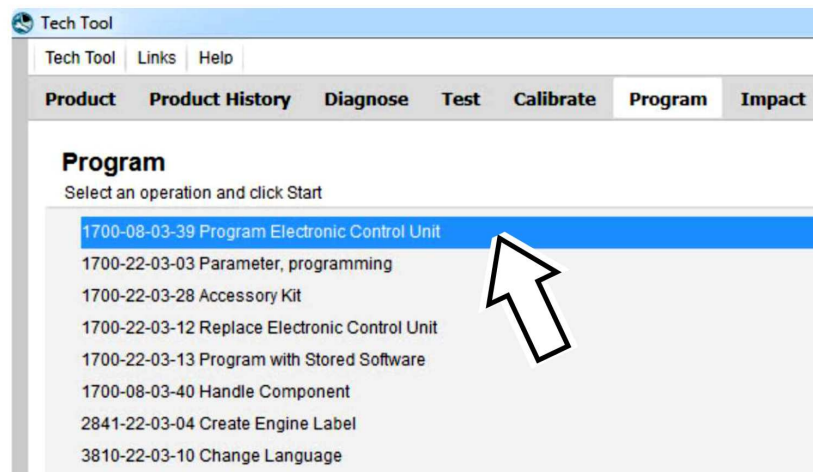 Tech Tool
Tech Tool Links Help
Product Product History Diagnose Test Calibrate Program Impact
Program
Select an operation and click Start
1700-08-03-39 Program Electronic Control Unit
1700-22-03-03 Parameter, programming
1700-22-03-28 Accessory Kit
1700-22-03-12 Replace Electronic Control Unit
1700-22-03-13 Program with Stored Software
1700-08-03-40 Handle Component
2841-22-03-04 Create Engine Label
3810-22-03-10 Change Language